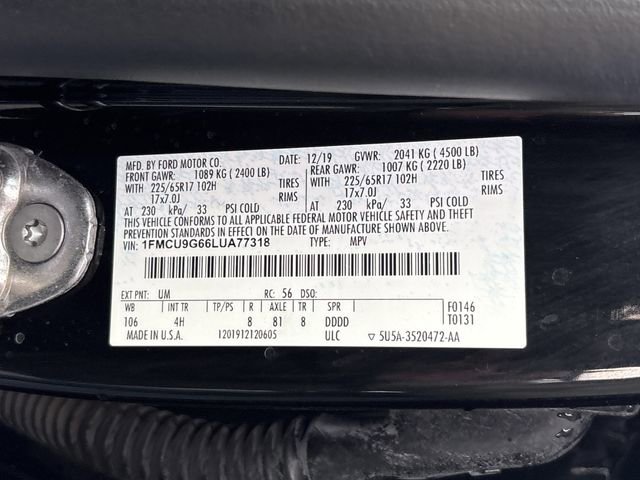 MFD. BY FORD MOTOR CO. DATE: 12/19 GVWR: 2041 KG ( 4500 LB)
FRONT GAWR: 1089 KG ( 2400 LB) REAR GAWR: 1007 KG ( 2220 LB)
WITH 225/65R17 102H TIRES WITH 225/65R17 102H TIRES
17x7.0J RIMS 17x7.0J RIMS
AT 230 kPa/ 33 PSI COLD AT 230 kPa/ 33 PSI COLD
THIS VEHICLE CONFORMS TO ALL APPLICABLE FEDERAL MOTOR VEHICLE SAFETY AND THEFT
PREVENTION STANDARDS IN EFFECT ON THE DATE OF MANUFACTURE SHOWN ABOVE.
VIN: 1FMCU9G66LUA77318 TYPE: MPV
EXT PNT: UM RC: 56 DSO:
WB INT TR TP/PS R AXLE TR SPR F0146
106 4H 8 81 8 DDDD T0131
MADE IN U.S.A. 1201912120605 ULC ▽ 5U5A-3520472-AA